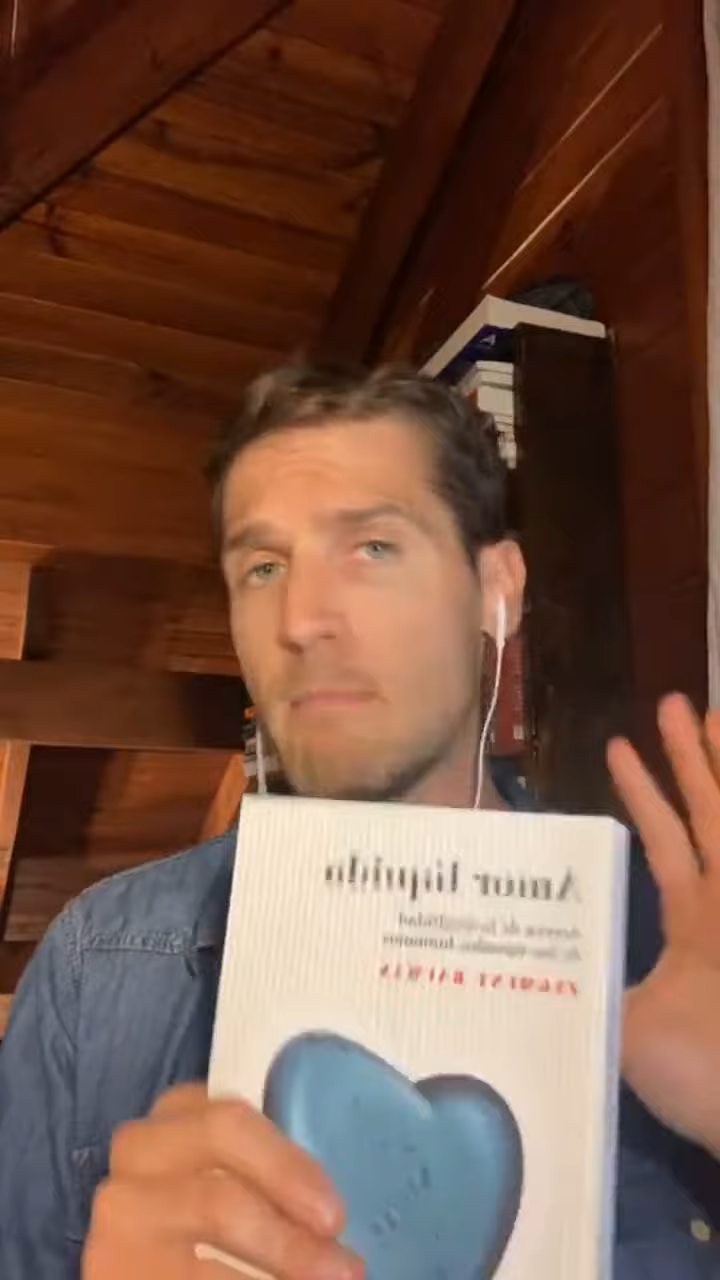 Amor líquido
Acerca de la fragilidad
de los vínculos humanos
ZYGMUNT BAUMAN